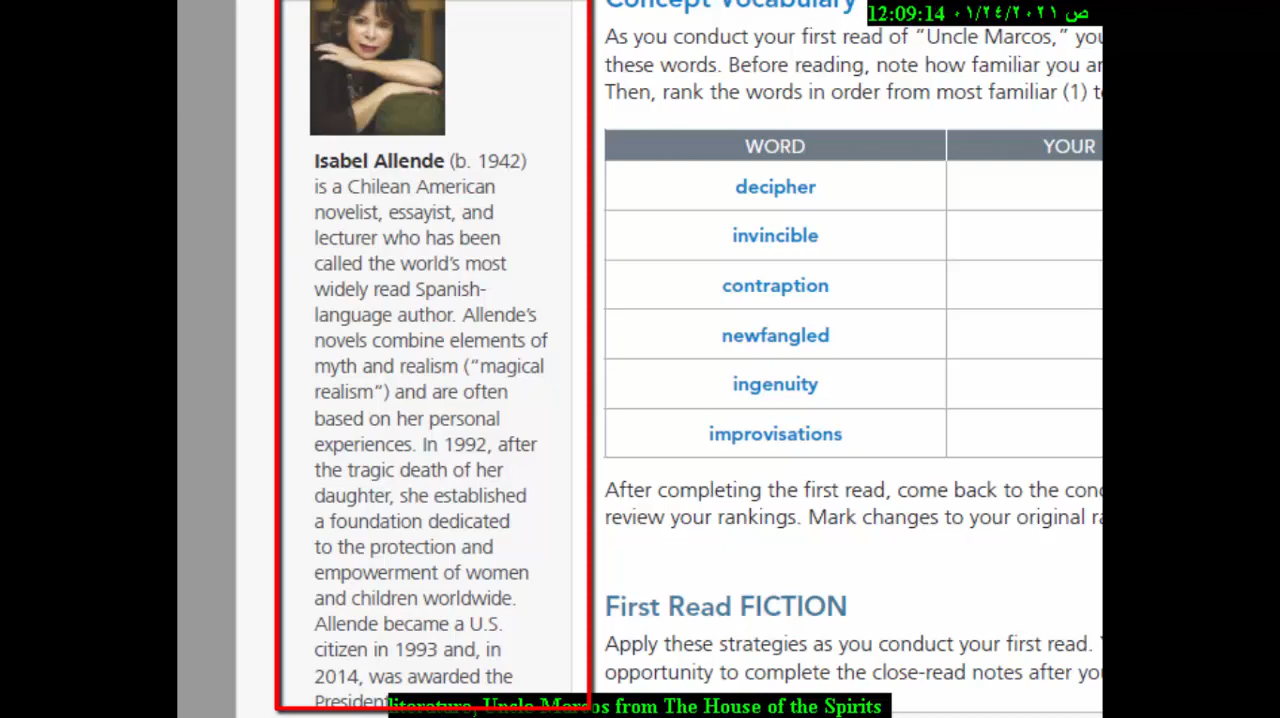 Concept Vocabulary
ص ٠١/٢٤/٢٠٢١ 12:09:14
As you conduct your first read of “Uncle Marcos,” you
these words. Before reading, note how familiar you ar
Then, rank the words in order from most familiar (1) t
WORD YOUR
decipher
invincible
contraption
newfangled
ingenuity
improvisations
After completing the first read, come back to the conc
review your rankings. Mark changes to your original ra
First Read FICTION
Apply these strategies as you conduct your first read.
opportunity to complete the close-read notes after you
Isabel Allende (b. 1942)
is a Chilean American
novelist, essayist, and
lecturer who has been
called the world’s most
widely read Spanish-
language author. Allende’s
novels combine elements of
myth and realism (“magical
realism”) and are often
based on her personal
experiences. In 1992, after
the tragic death of her
daughter, she established
a foundation dedicated
to the protection and
empowerment of women
and children worldwide.
Allende became a U.S.
citizen in 1993 and, in
2014, was awarded the
President
literature, Uncle Marcos from The House of the Spirits